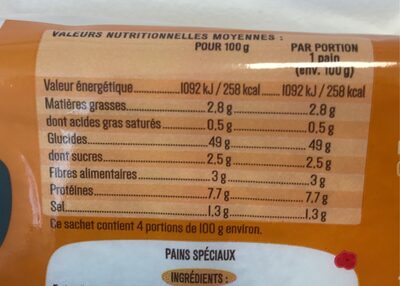 VALEURS NUTRITIONNELLES MOYENNES :
POUR 100 g PAR PORTION
1 pain
(env. 100 g)
Valeur énergétique 1092 kJ / 258 kcal 1092 kJ / 258 kcal
Matières grasses 2,8 g 2,8 g
dont acides gras saturés 0,5 g 0,5 g
Glucides 49 g 49 g
dont sucres 2,5 g 2,5 g
Fibres alimentaires 3 g 3 g
Protéines 7,7 g 7,7 g
Sel 1,3 g 1,3 g
Ce sachet contient 4 portions de 100 g environ.
PAINS SPÉCIAUX
INGRÉDIENTS :